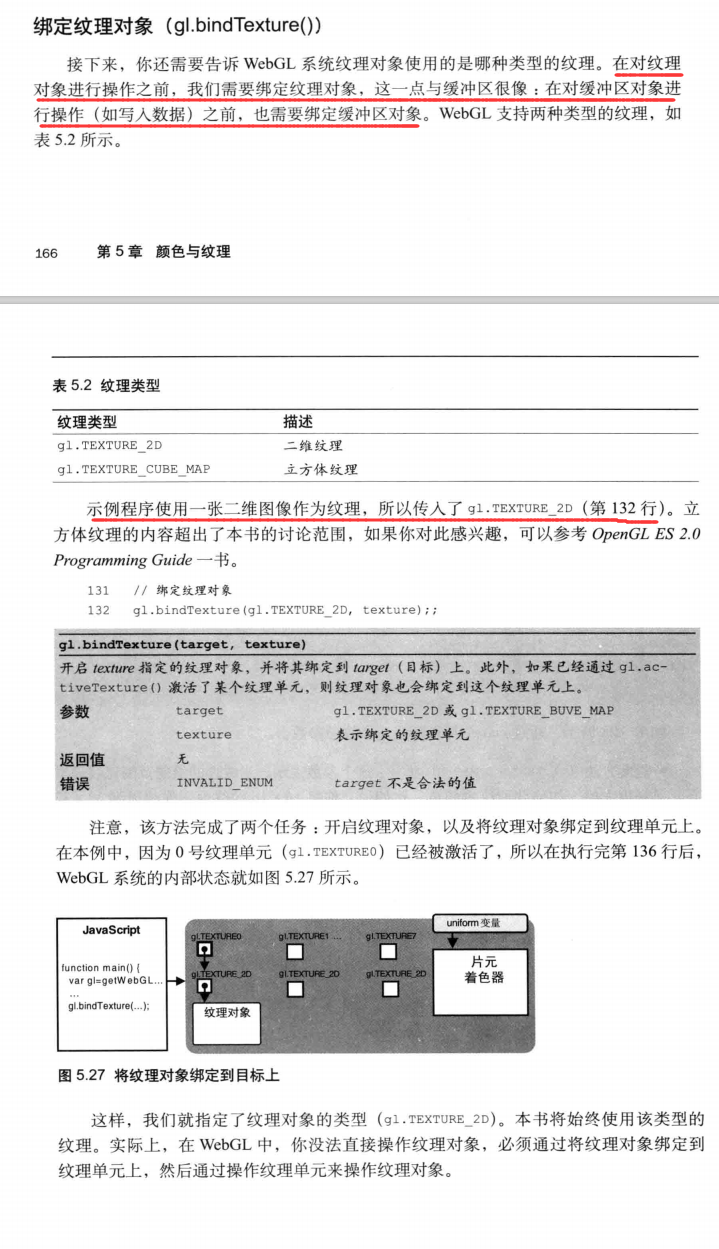 绑定纹理对象（gl.bindTexture()）
接下来，你还需要告诉 WebGL 系统纹理对象使用的是哪种类型的纹理。在对纹理
对象进行操作之前，我们需要绑定纹理对象，这一点与缓冲区很像：在对缓冲区对象进
行操作（如写入数据）之前，也需要绑定缓冲区对象。WebGL 支持两种类型的纹理，如
表 5.2 所示。
166 第 5 章 颜色与纹理
表 5.2 纹理类型
纹理类型 描述
gl.TEXTURE_2D 二维纹理
gl.TEXTURE_CUBE_MAP 立方体纹理
示例程序使用一张二维图像作为纹理，所以传入了 gl.TEXTURE_2D（第 132 行）。立
方体纹理的内容超出了本书的讨论范围，如果你对此感兴趣，可以参考 OpenGL ES 2.0
Programming Guide 一书。
131 // 绑定纹理对象
132 gl.bindTexture(gl.TEXTURE_2D, texture);;
gl.bindTexture(target, texture)
开启 texture 指定的纹理对象，并将其绑定到 target（目标）上。此外，如果已经通过 gl.ac-
tiveTexture() 激活了某个纹理单元，则纹理对象也会绑定到这个纹理单元上。
参数 target gl.TEXTURE_2D 或 gl.TEXTURE_BUVE_MAP
texture 表示绑定的纹理单元
返回值 无
错误 INVALID_ENUM target 不是合法的值
注意，该方法完成了两个任务：开启纹理对象，以及将纹理对象绑定到纹理单元上。
在本例中，因为 0 号纹理单元（gl.TEXTURE0）已经被激活了，所以在执行完第 136 行后，
WebGL 系统的内部状态就如图 5.27 所示。
JavaScript
function main() {
var gl=getWebGL...
...
gl.bindTexture(...);
gl.TEXTURE0 gl.TEXTURE1 ... gl.TEXTURE7
gl.TEXTURE_2D gl.TEXTURE_2D gl.TEXTURE_2D
纹理对象
uniform 变量
片元
着色器
图 5.27 将纹理对象绑定到目标上
这样，我们就指定了纹理对象的类型（gl.TEXTURE_2D）。本书将始终使用该类型的
纹理。实际上，在 WebGL 中，你没法直接操作纹理对象，必须通过将纹理对象绑定到
纹理单元上，然后通过操作纹理单元来操作纹理对象。